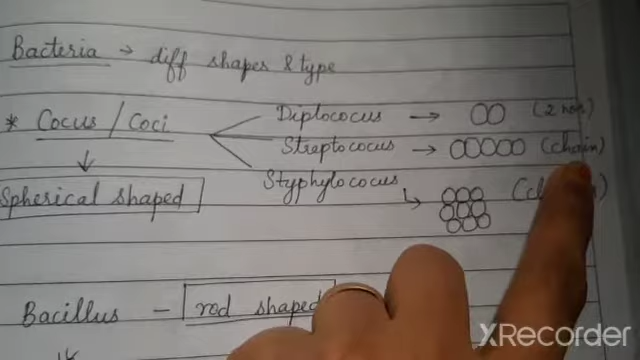 Bacteria → diff shapes & type
* Cocus / Coci
Diplococus → (2 nos)
Streptococus → (chain)
Styphylococus
Spherical shaped
Bacillus - rod shaped
XRecorder